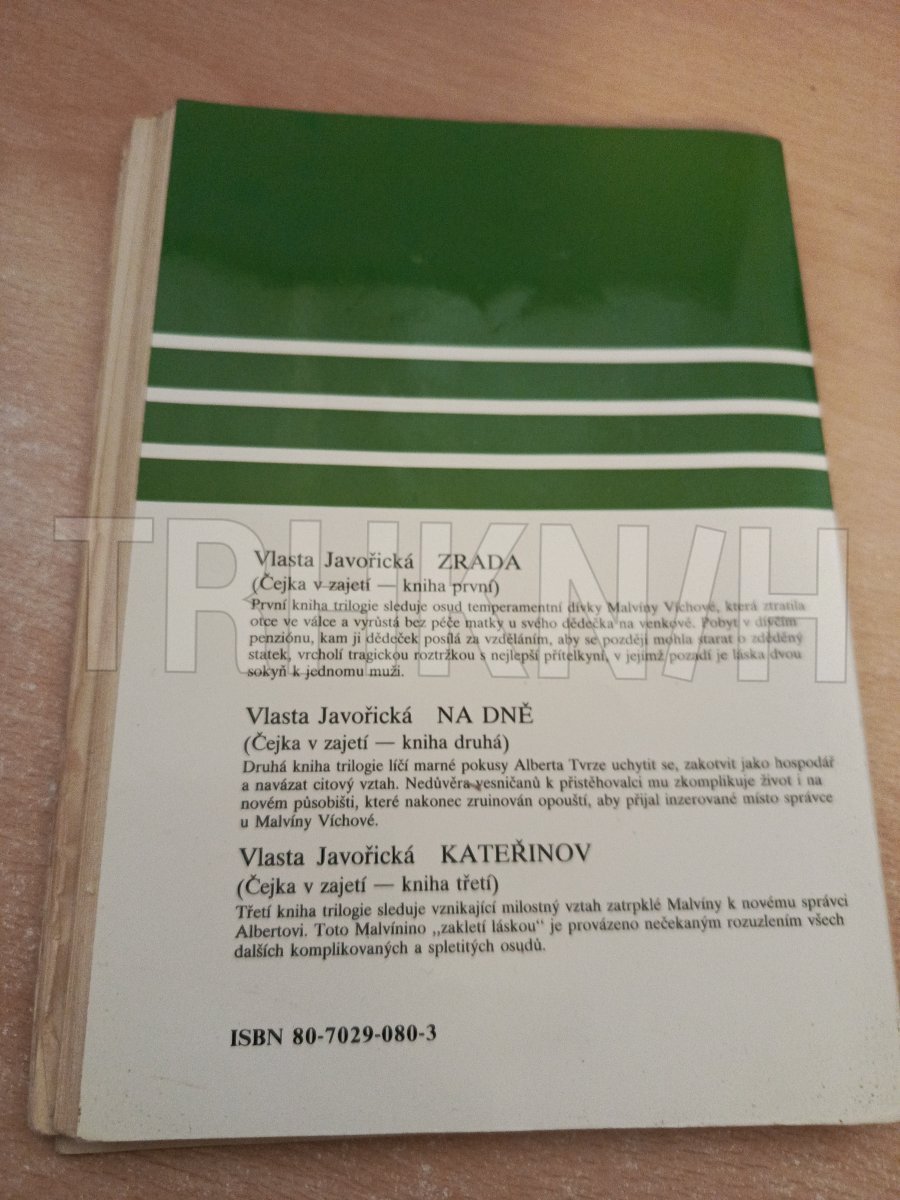 Vlasta Javořická ZRADA
(Čejka v zajetí — kniha první)
První kniha trilogie sleduje osud temperamentní dívky Malvíny Víchové, která ztratila
otce ve válce a vyrůstá bez péče matky u svého dědečka na venkově. Pobyt v dívčím
penziónu, kam ji dědeček posílá za vzděláním, aby se později mohla starat o zděděný
statek, vrcholí tragickou roztržkou s nejlepší přítelkyní, v jejímž pozadí je láska dvou
sokyň k jednomu muži.
Vlasta Javořická NA DNĚ
(Čejka v zajetí — kniha druhá)
Druhá kniha trilogie líčí marné pokusy Alberta Tvrze uchytit se, zakotvit jako hospodář
a navázat citový vztah. Nedůvěra vesničanů k přistěhovalci mu zkomplikuje život i na
novém působišti, které nakonec zruinován opouští, aby přijal inzerované místo správce
u Malvíny Víchové.
Vlasta Javořická KATEŘINOV
(Čejka v zajetí — kniha třetí)
Třetí kniha trilogie sleduje vznikající milostný vztah zatrpklé Malvíny k novému správci
Albertovi. Toto Malvínino „zakletí láskou" je provázeno nečekaným rozuzlením všech
dalších komplikovaných a spletitých osudů.
ISBN 80-7029-080-3
TRHKNIH